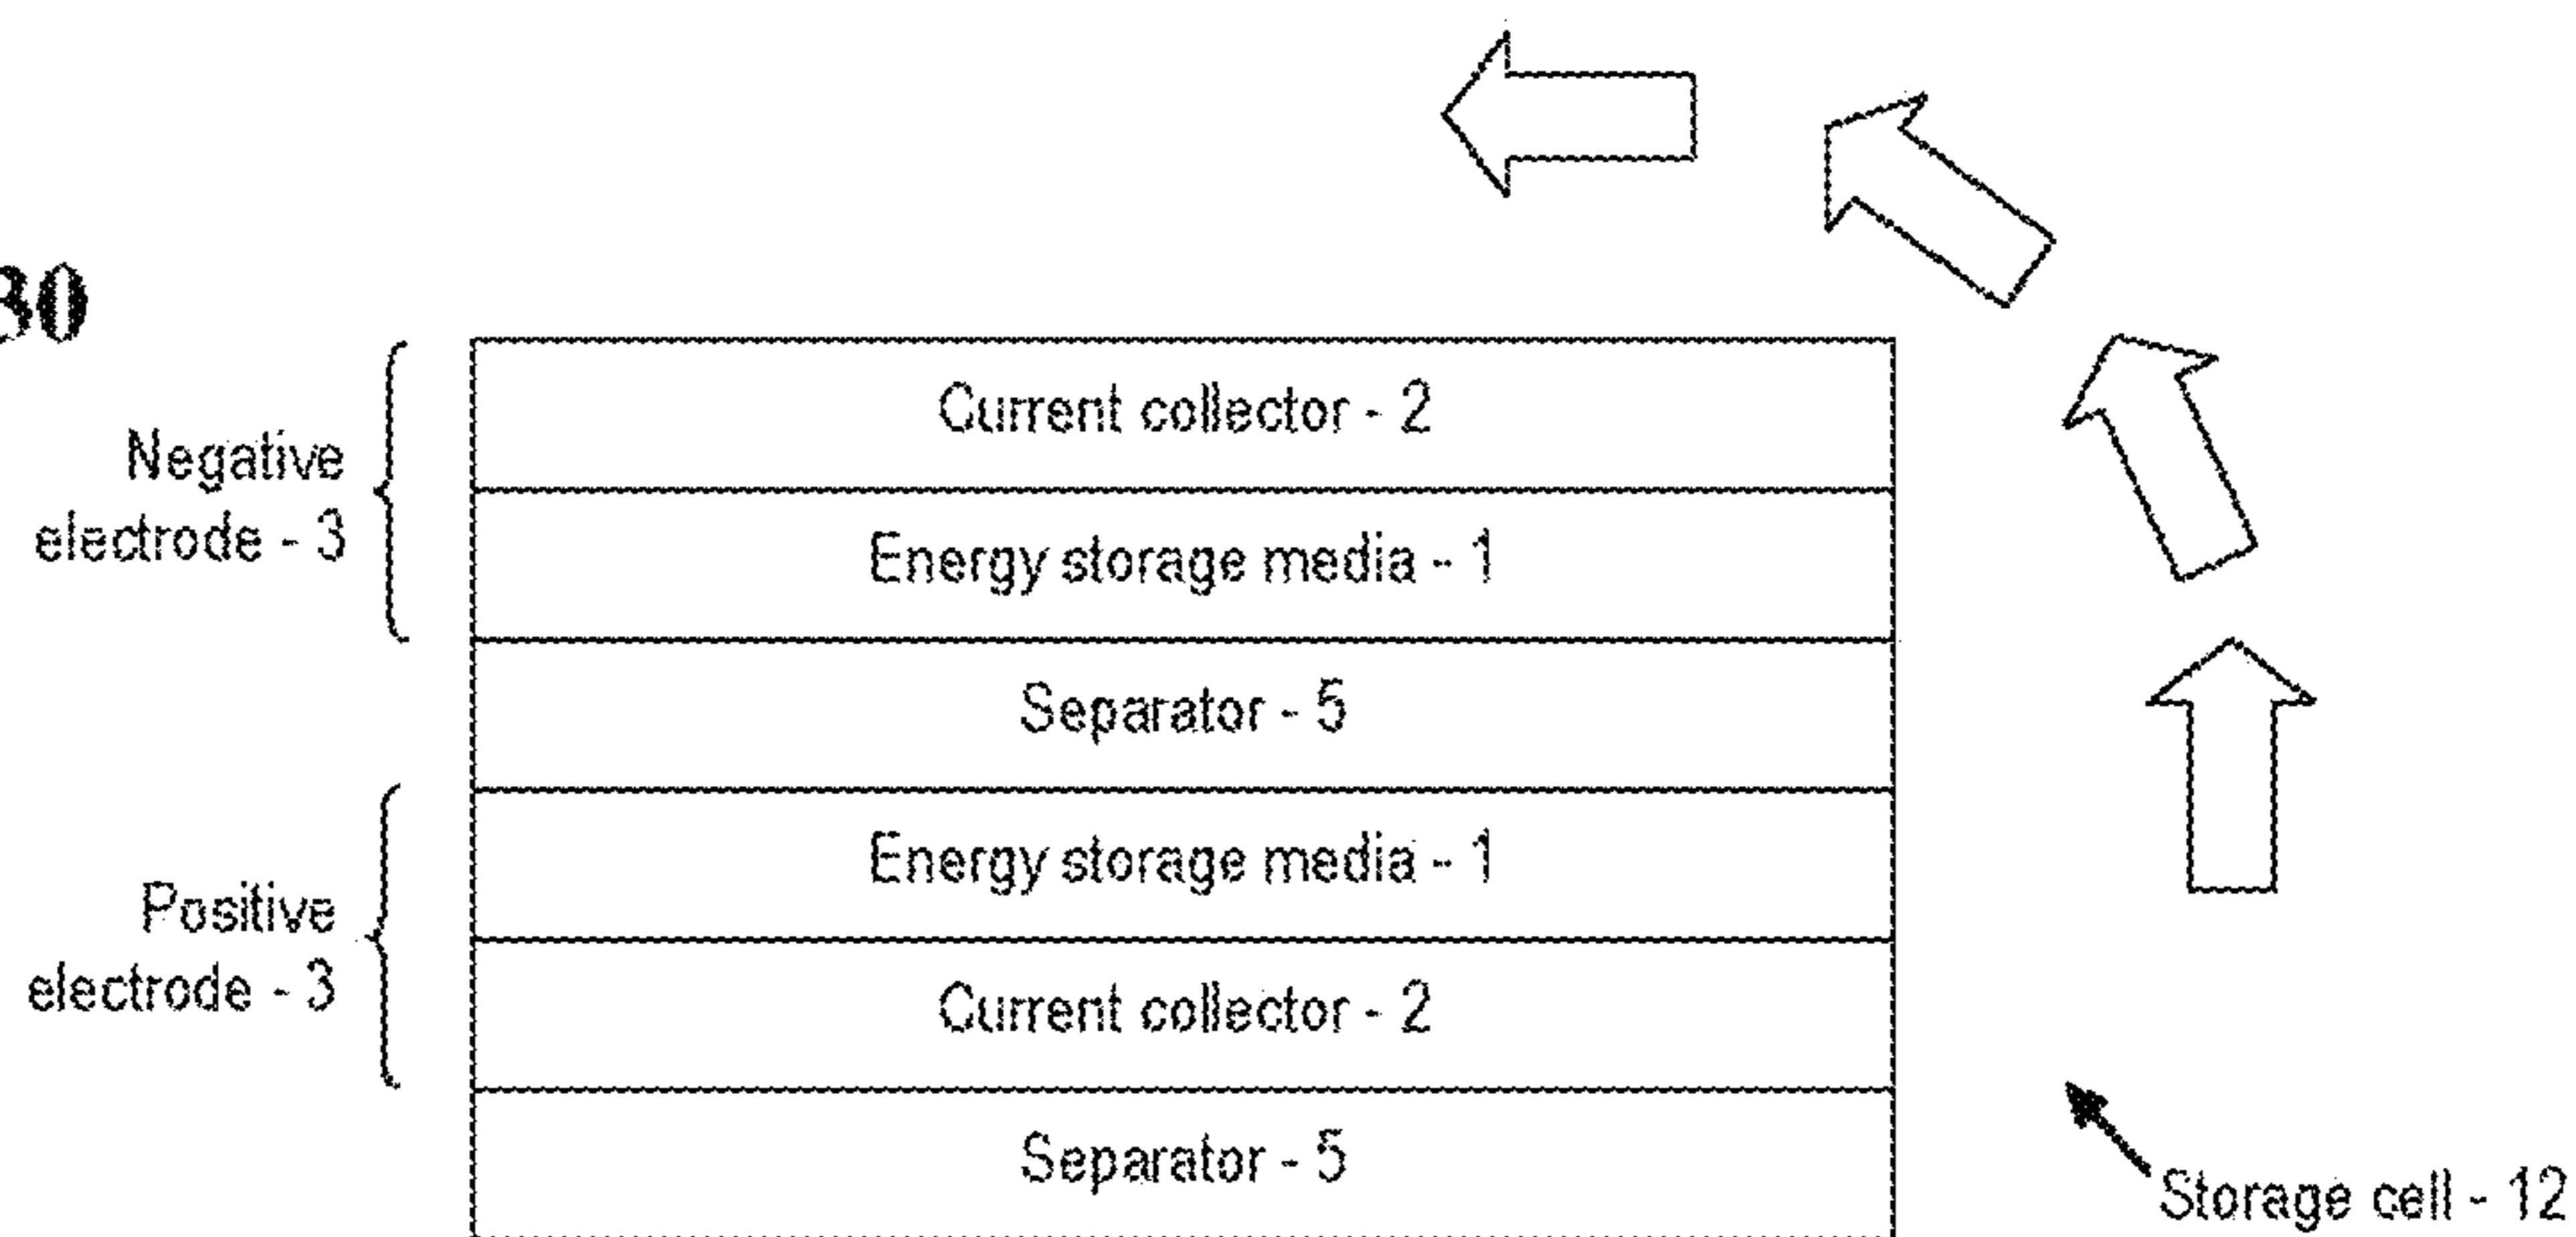 30
Current collector - 2
Negative
electrode - 3
Energy storage media - 1
Separator - 5
Positive
electrode - 3
Energy storage media - 1
Current collector - 2
Separator - 5
Storage cell - 12